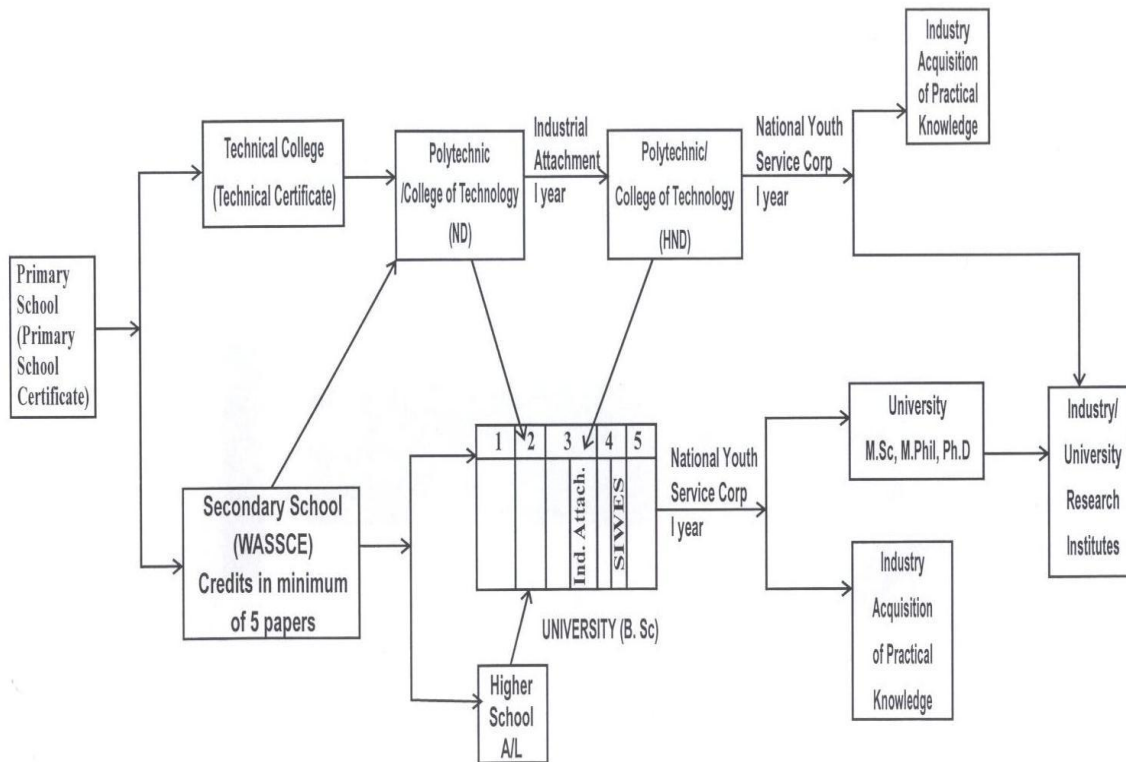 Primary
School
(Primary
School
Certificate)
Technical College
(Technical Certificate)
Polytechnic
/College of Technology
(ND)
Industrial
Attachment
I year
Polytechnic/
College of Technology
(HND)
National Youth
Service Corp
I year
Industry
Acquisition
of Practical
Knowledge
Secondary School
(WASSCE)
Credits in minimum
of 5 papers
1 2 3 4 5
Ind. Attach.
SIWES
UNIVERSITY (B. Sc)
Higher
School
A/L
National Youth
Service Corp
I year
University
M.Sc, M.Phil, Ph.D
Industry
Acquisition
of Practical
Knowledge
Industry/
University
Research
Institutes